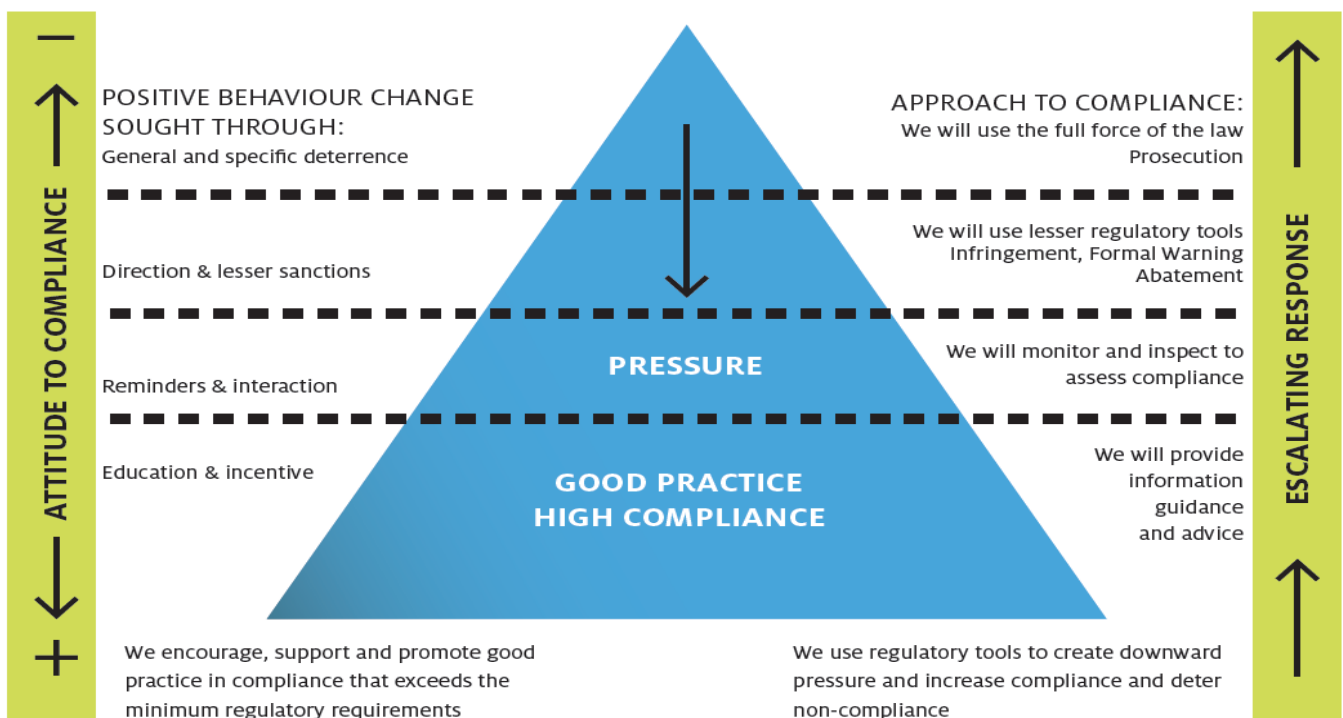 −
ATTITUDE TO COMPLIANCE
+
POSITIVE BEHAVIOUR CHANGE
SOUGHT THROUGH:
General and specific deterrence
Direction & lesser sanctions
Reminders & interaction
Education & incentive
PRESSURE
GOOD PRACTICE
HIGH COMPLIANCE
APPROACH TO COMPLIANCE:
We will use the full force of the law
Prosecution
We will use lesser regulatory tools
Infringement, Formal Warning
Abatement
We will monitor and inspect to
assess compliance
We will provide
information
guidance
and advice
ESCALATING RESPONSE
We encourage, support and promote good
practice in compliance that exceeds the
minimum regulatory requirements
We use regulatory tools to create downward
pressure and increase compliance and deter
non-compliance